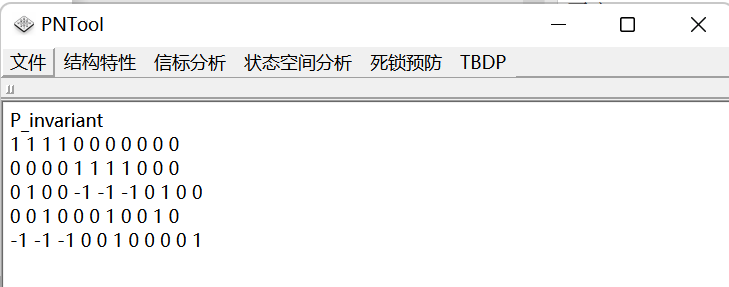 PNTool
文件 结构特性 信标分析 状态空间分析 死锁预防 TBDP
P_invariant
1 1 1 1 0 0 0 0 0 0 0
0 0 0 0 1 1 1 1 0 0 0
0 1 0 0 -1 -1 -1 0 1 0 0
0 0 1 0 0 0 1 0 0 1 0
-1 -1 -1 0 0 1 0 0 0 0 1